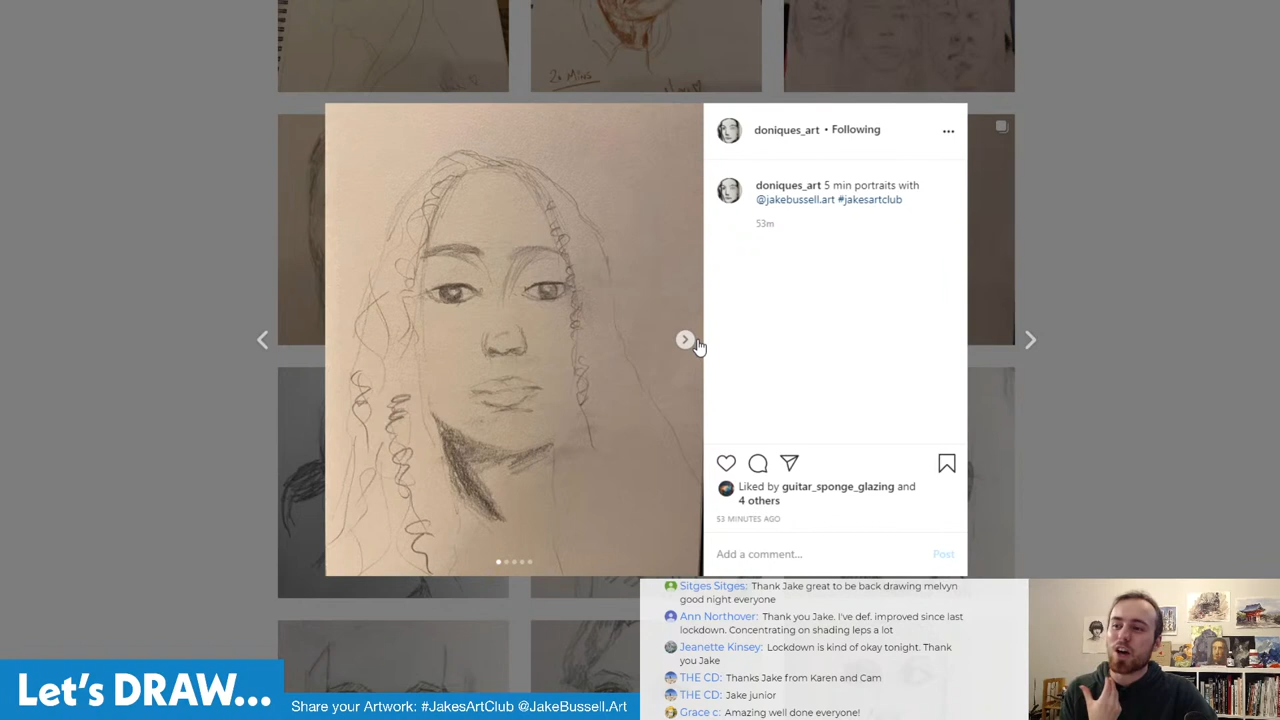 20 Mins
doniques_art • Following
doniques_art 5 min portraits with
@jakebussell.art #jakesartclub
53m
Liked by guitar_sponge_glazing and
4 others
53 MINUTES AGO
Add a comment...
Post
Sitges Sitges: Thank Jake great to be back drawing melvyn
good night everyone
Ann Northover: Thank you Jake. I've def. improved since last
lockdown. Concentrating on shading leps a lot
Jeanette Kinsey: Lockdown is kind of okay tonight. Thank
you Jake
THE CD: Thanks Jake from Karen and Cam
THE CD: Jake junior
Grace c: Amazing well done everyone!
Let's DRAW...
Share your Artwork: #JakesArtClub @JakeBussell.Art